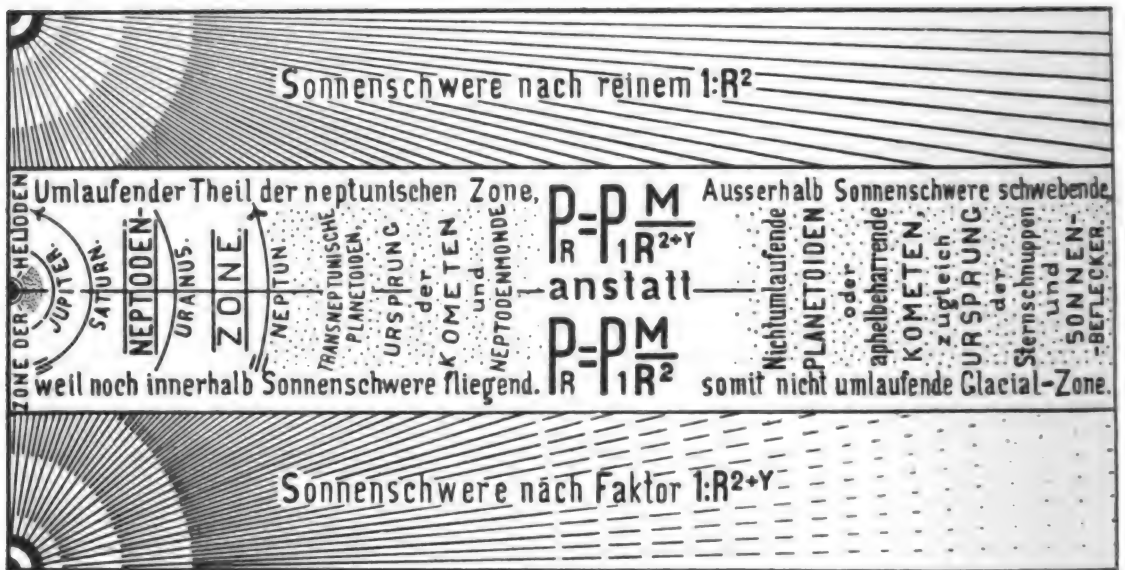 Sonnenschwere nach reinem 1:R²
Umlaufender Theil der neptunischen Zone,
Ausserhalb Sonnenschwere schwebende,
ZONE DER HELIODEN
JUPITER.
SATURN.
NEPTODEN-
URANUS.
ZONE
NEPTUN.
TRANSNEPTUNISCHE
PLANETOIDEN,
URSPRUNG
der
KOMETEN
und
NEPTODENMONDE
P_R=P_1 M/R^(2+Y)
anstatt
P_R=P_1 M/R²
Nichtumlaufende
PLANETOIDEN
oder
aphelbeharrende
KOMETEN,
zugleich
URSPRUNG
der
Sternschnuppen
und
SONNEN-
-BEFLECKER.
weil noch innerhalb Sonnenschwere fliegend.
somit nicht umlaufende Glacial-Zone.
Sonnenschwere nach Faktor 1:R^(2+Y)